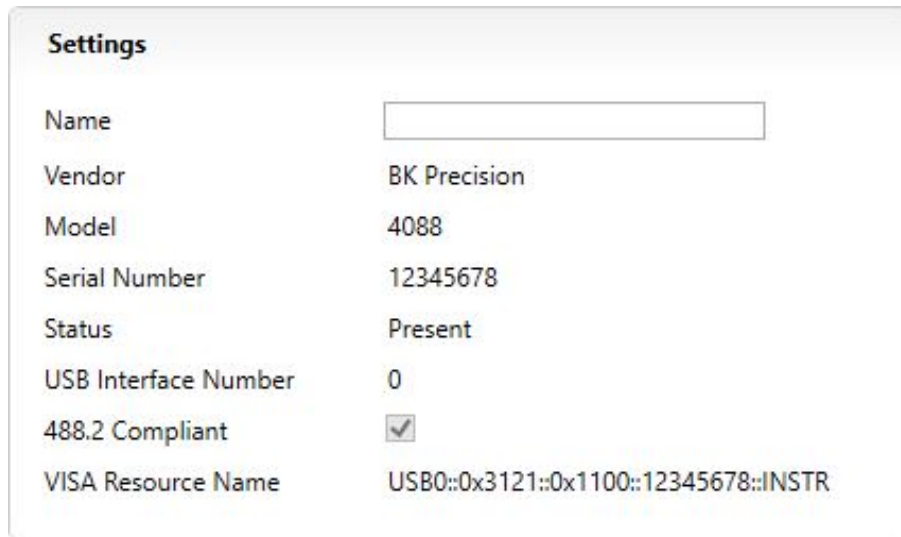 Settings
Name
Vendor BK Precision
Model 4088
Serial Number 12345678
Status Present
USB Interface Number 0
488.2 Compliant
VISA Resource Name USB0::0x3121::0x1100::12345678::INSTR